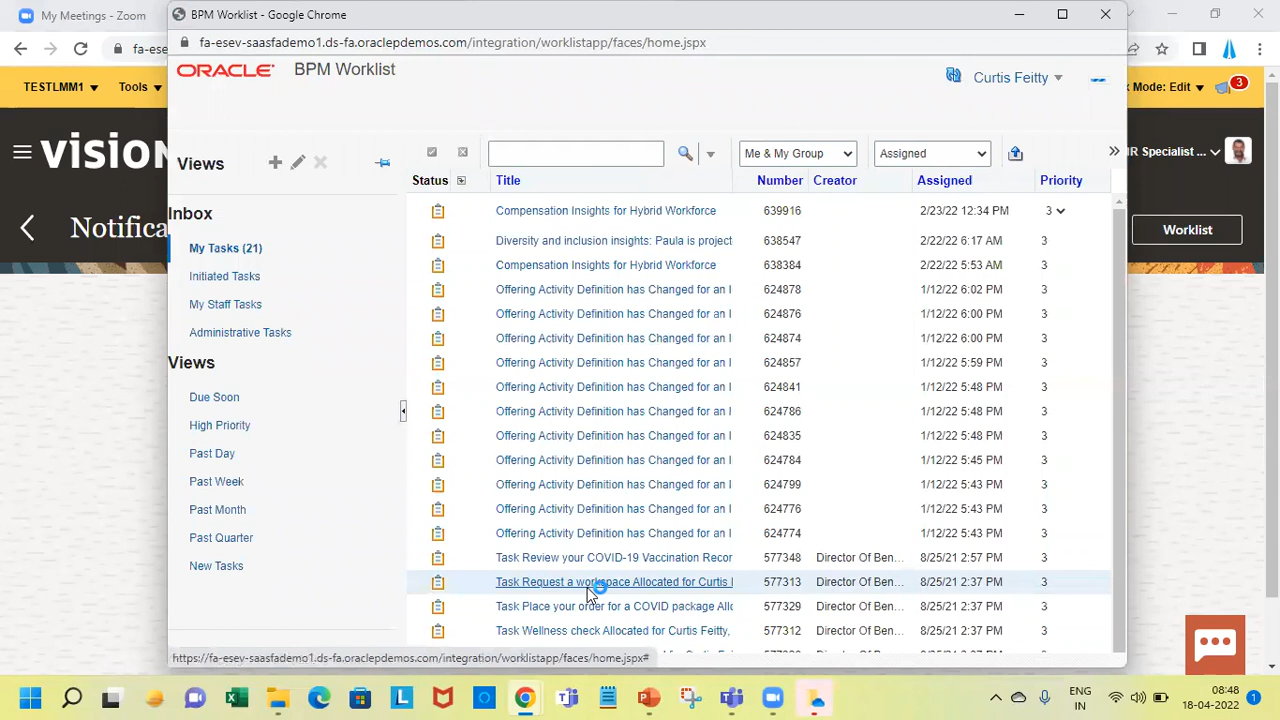 My Meetings - Zoom
BPM Worklist - Google Chrome
fa-ese
fa-esev-saasfademo1.ds-fa.oraclepdemos.com/integration/worklistapp/faces/home.jspx
TESTLMM1 Tools
ORACLE BPM Worklist
Curtis Feitty
x Mode: Edit 3
vision
Views
Me & My Group
Assigned
IR Specialist ...
Status Title Number Creator Assigned Priority
Notifica
Worklist
Inbox
My Tasks (21)
Initiated Tasks
My Staff Tasks
Administrative Tasks
Views
Due Soon
High Priority
Past Day
Past Week
Past Month
Past Quarter
New Tasks
Compensation Insights for Hybrid Workforce 639916 2/23/22 12:34 PM 3
Diversity and inclusion insights: Paula is project 638547 2/22/22 6:17 AM 3
Compensation Insights for Hybrid Workforce 638384 2/22/22 5:53 AM 3
Offering Activity Definition has Changed for an I 624878 1/12/22 6:02 PM 3
Offering Activity Definition has Changed for an I 624876 1/12/22 6:00 PM 3
Offering Activity Definition has Changed for an I 624874 1/12/22 6:00 PM 3
Offering Activity Definition has Changed for an I 624857 1/12/22 5:59 PM 3
Offering Activity Definition has Changed for an I 624841 1/12/22 5:48 PM 3
Offering Activity Definition has Changed for an I 624786 1/12/22 5:48 PM 3
Offering Activity Definition has Changed for an I 624835 1/12/22 5:48 PM 3
Offering Activity Definition has Changed for an I 624784 1/12/22 5:45 PM 3
Offering Activity Definition has Changed for an I 624799 1/12/22 5:43 PM 3
Offering Activity Definition has Changed for an I 624776 1/12/22 5:43 PM 3
Offering Activity Definition has Changed for an I 624774 1/12/22 5:43 PM 3
Task Review your COVID-19 Vaccination Recor 577348 Director Of Ben... 8/25/21 2:57 PM 3
Task Request a workspace Allocated for Curtis I 577313 Director Of Ben... 8/25/21 2:37 PM 3
Task Place your order for a COVID package Allo 577329 Director Of Ben... 8/25/21 2:37 PM 3
Task Wellness check Allocated for Curtis Feitty, 577312 Director Of Ben... 8/25/21 2:37 PM 3
https://fa-esev-saasfademo1.ds-fa.oraclepdemos.com/integration/worklistapp/faces/home.jspx#
ENG
IN
08:48
18-04-2022
1